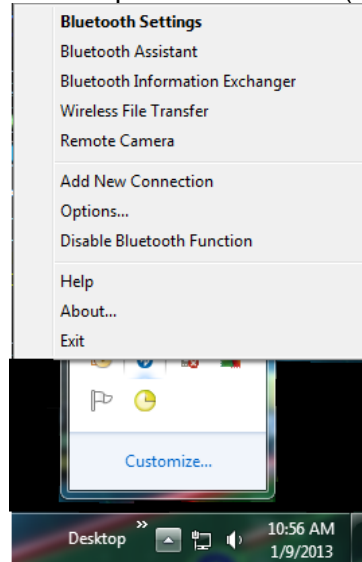 Bluetooth Settings
Bluetooth Assistant
Bluetooth Information Exchanger
Wireless File Transfer
Remote Camera
Add New Connection
Options...
Disable Bluetooth Function
Help
About...
Exit
Customize...
Desktop »
10:56 AM
1/9/2013